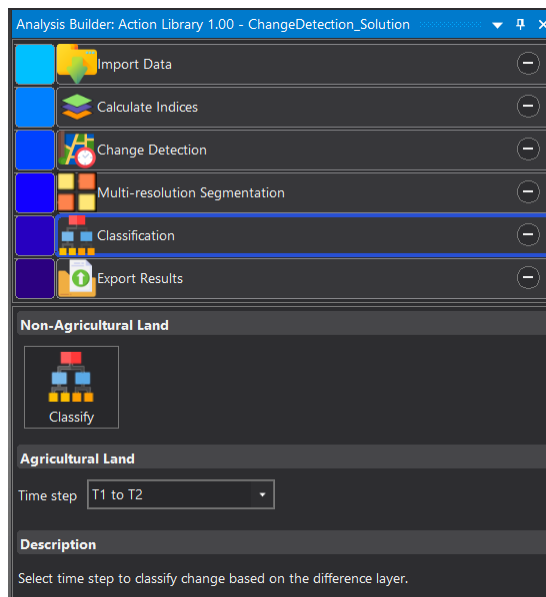 Analysis Builder: Action Library 1.00 - ChangeDetection_Solution
Import Data
Calculate Indices
Change Detection
Multi-resolution Segmentation
Classification
Export Results
Non-Agricultural Land
Classify
Agricultural Land
Time step T1 to T2
Description
Select time step to classify change based on the difference layer.